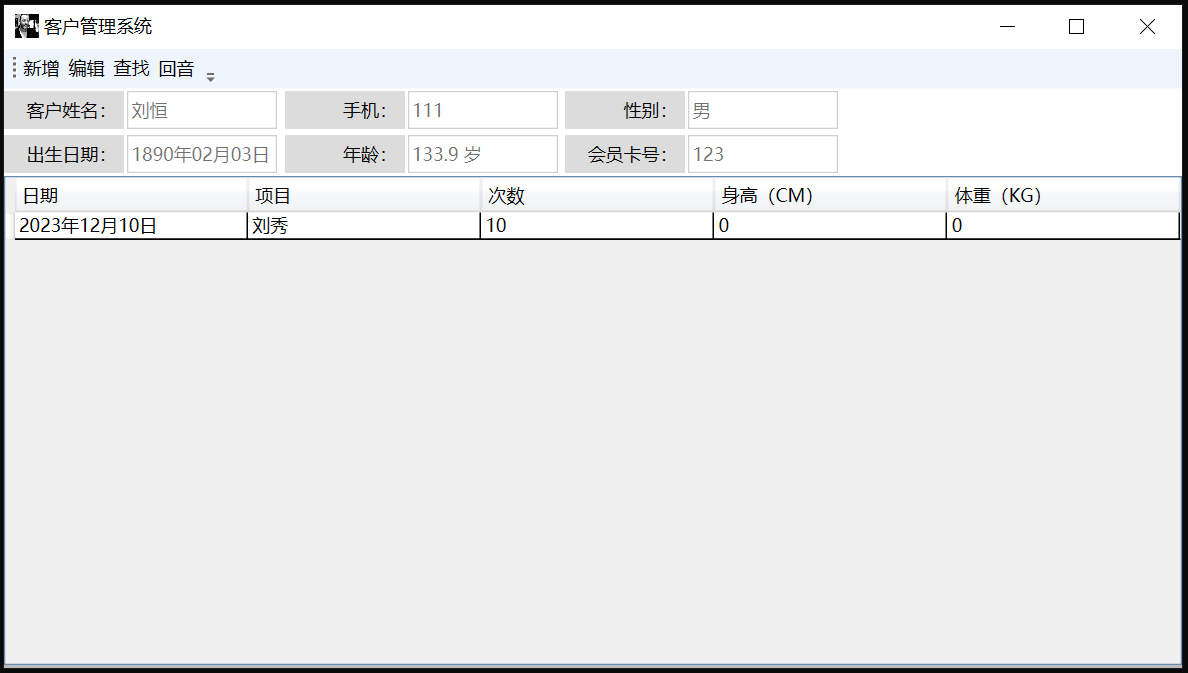 客户管理系统
新增 编辑 查找 回音
客户姓名: 刘恒 手机: 111 性别: 男
出生日期: 1890年02月03日 年龄: 133.9 岁 会员卡号: 123
日期 项目 次数 身高（CM） 体重（KG）
2023年12月10日 刘秀 10 0 0